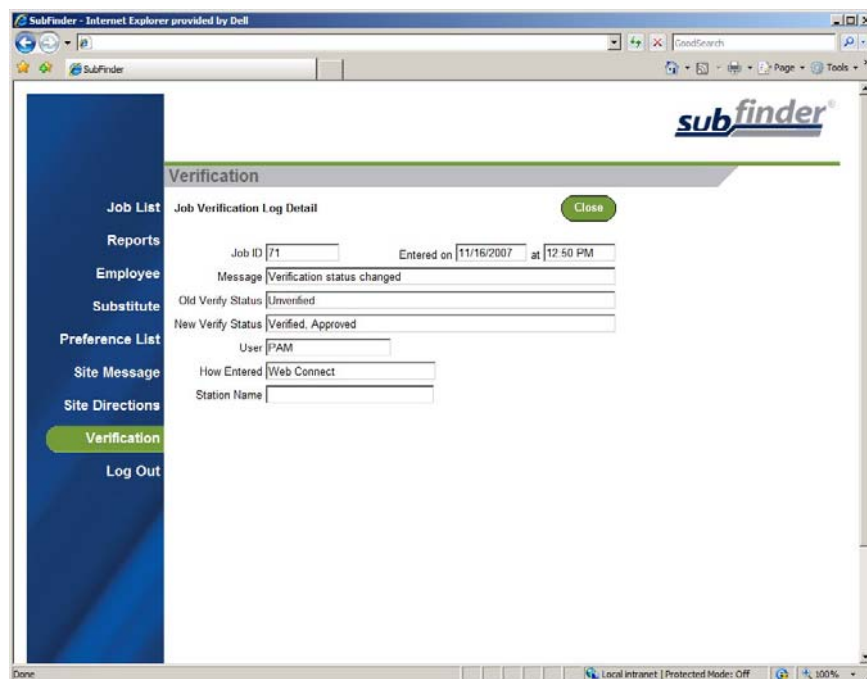 SubFinder - Internet Explorer provided by Dell
GoodSearch
SubFinder
Page
Tools
subfinder®
Verification
Job List
Job Verification Log Detail
Close
Reports
Job ID 71 Entered on 11/16/2007 at 12:50 PM
Employee
Message Verification status changed
Substitute
Old Verify Status Unverified
New Verify Status Verified, Approved
Preference List
User PAM
Site Message
How Entered Web Connect
Station Name
Site Directions
Verification
Log Out
Done
Local intranet | Protected Mode: Off
100%